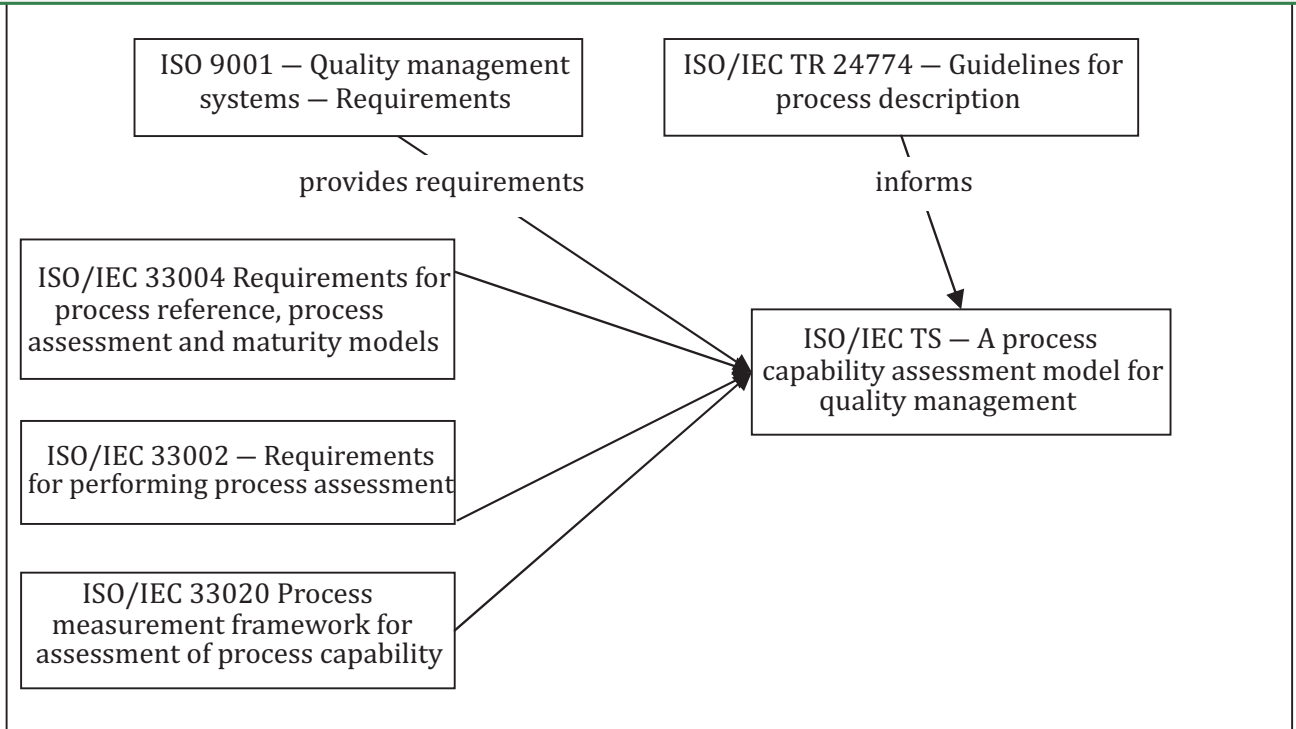 ISO 9001 — Quality management
systems — Requirements
ISO/IEC TR 24774 — Guidelines for
process description
provides requirements
informs
ISO/IEC 33004 Requirements for
process reference, process
assessment and maturity models
ISO/IEC TS — A process
capability assessment model for
quality management
ISO/IEC 33002 — Requirements
for performing process assessment
ISO/IEC 33020 Process
measurement framework for
assessment of process capability